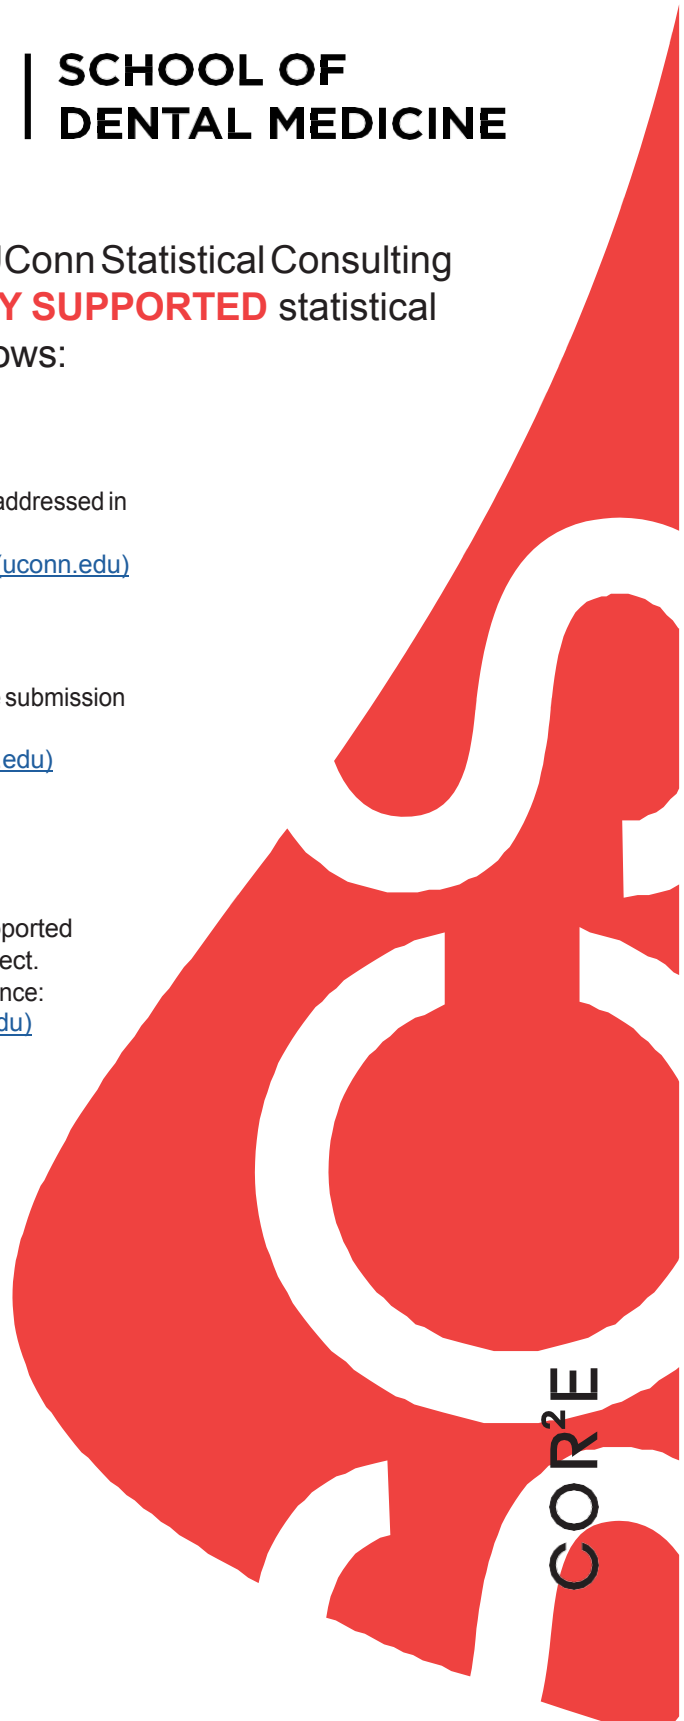 SCHOOL OF
DENTAL MEDICINE
UConn Statistical Consulting
Y SUPPORTED statistical
ows:
addressed in
(uconn.edu)
submission
.edu)
ported
ect.
nce:
du)
COR²E